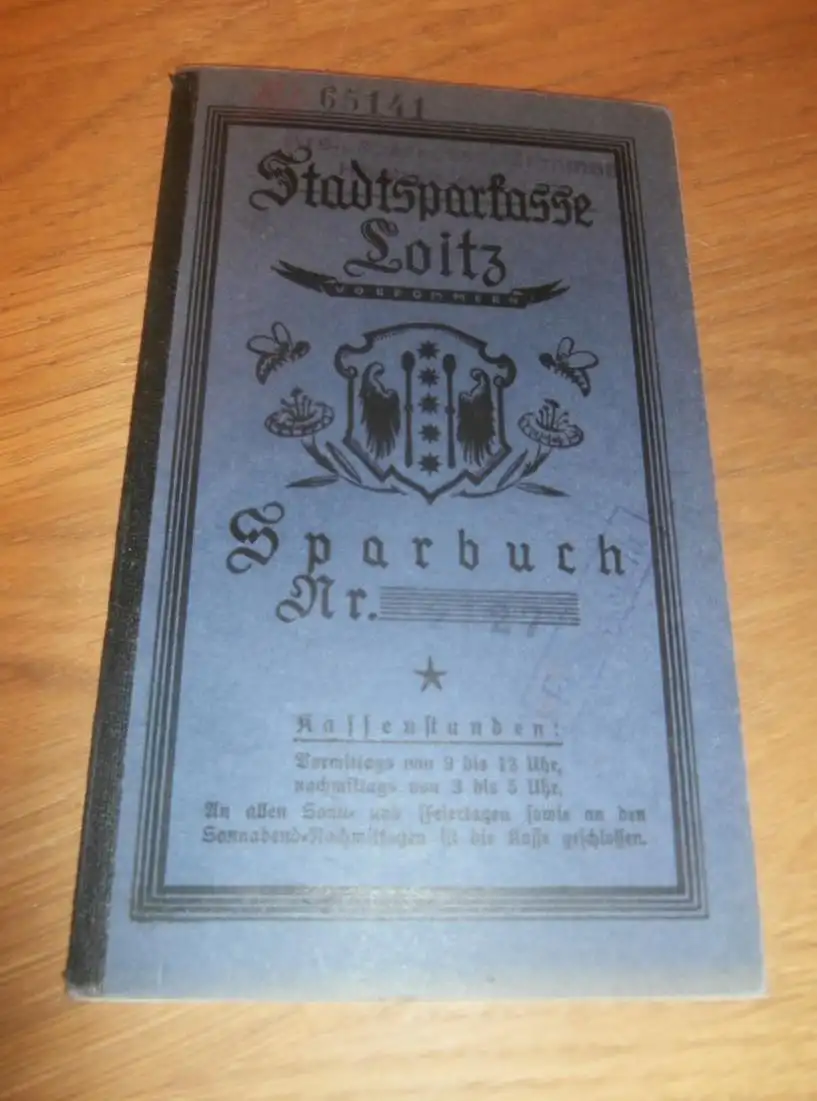 65141
Stadtsparkasse
Loitz
VORPOMMERN
Sparbuch
Nr.
Kassenstunden:
Vormittags von 9 bis 13 Uhr,
nachmittags von 3 bis 5 Uhr.
An allen Sonn- und Feiertagen sowie an den
Sonnabend-Nachmittagen ist die Kasse geschlossen.